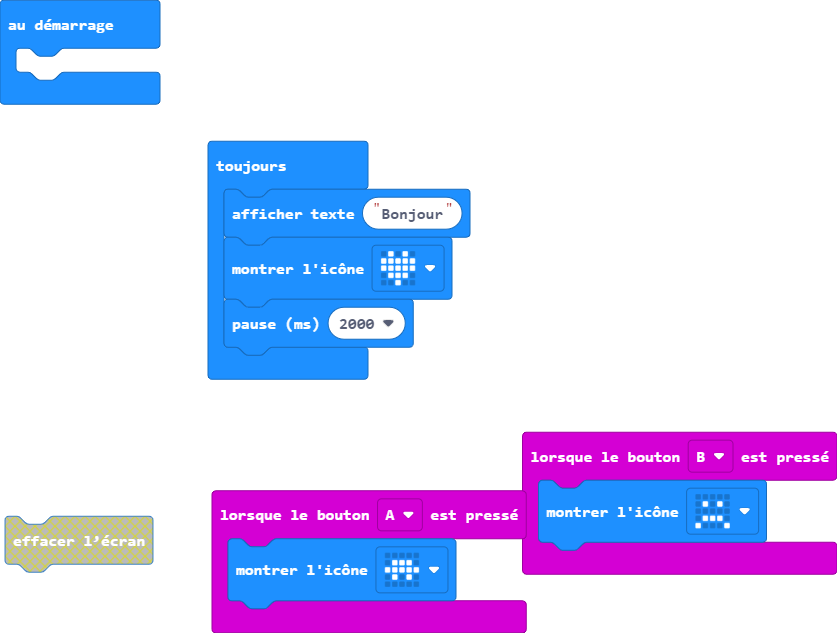 au démarrage
toujours
afficher texte "Bonjour"
montrer l'icône
pause (ms) 2000
lorsque le bouton B est pressé
montrer l'icône
lorsque le bouton A est pressé
montrer l'icône
effacer l’écran